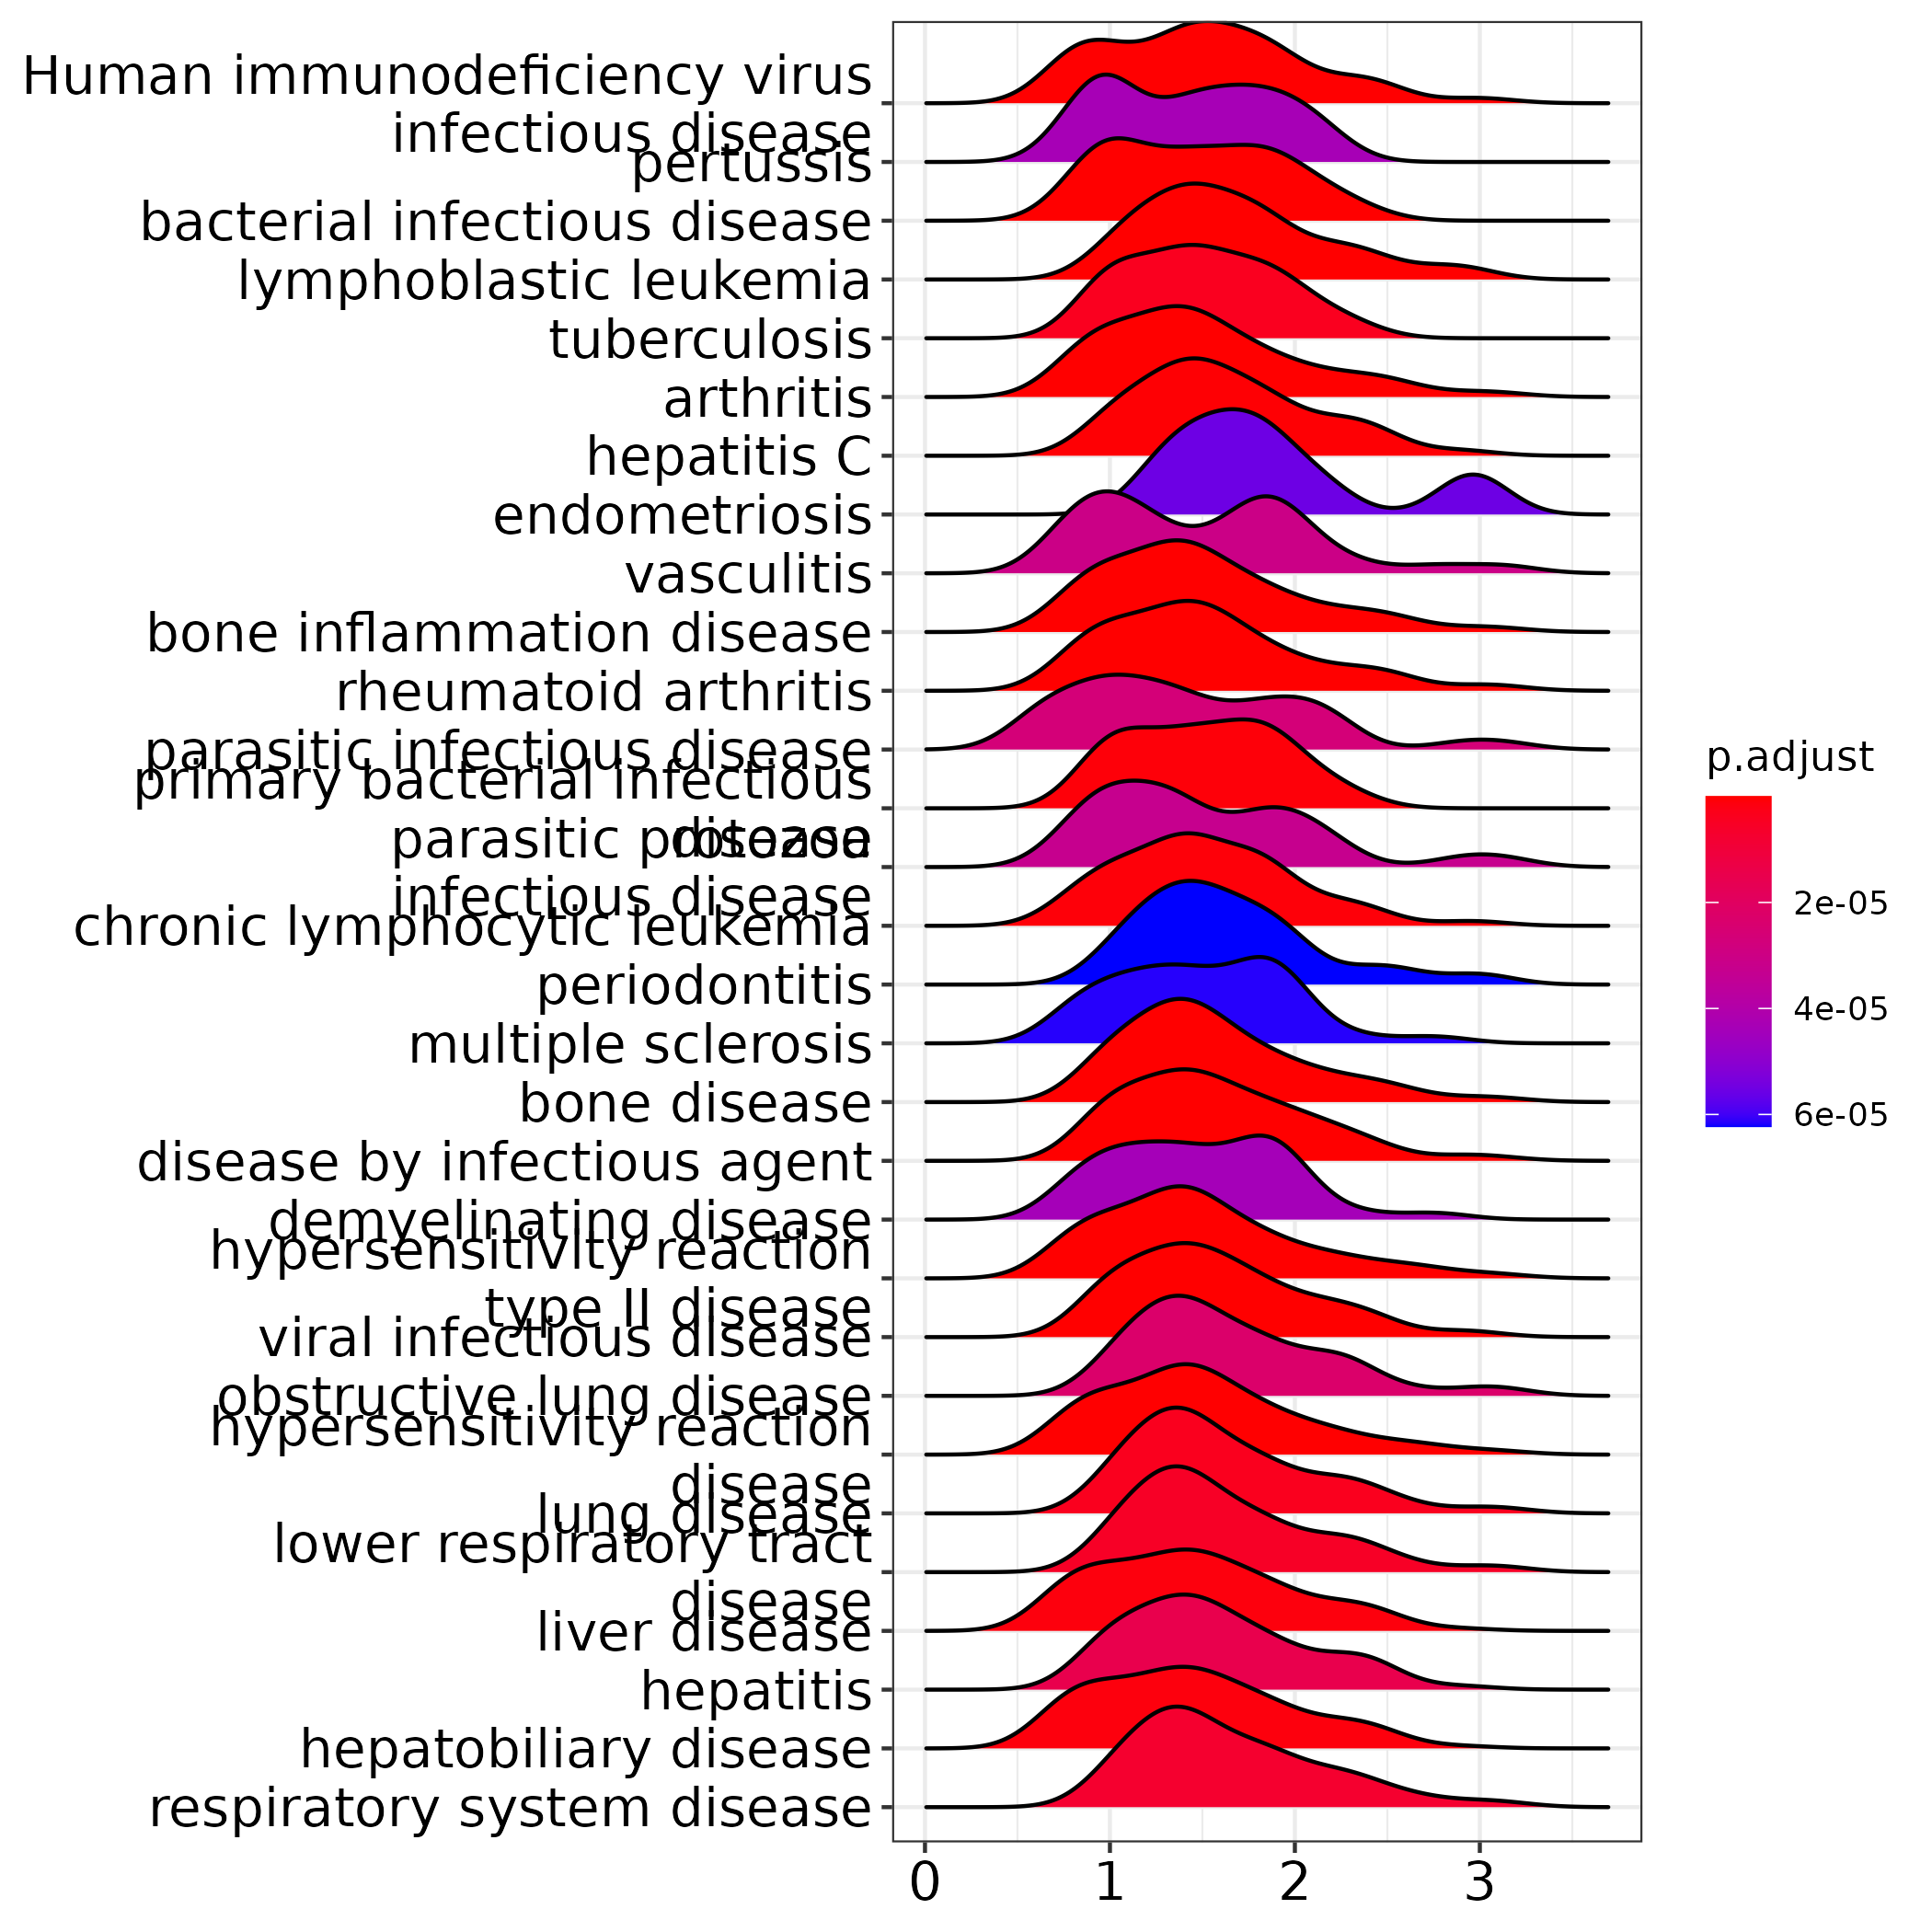 Human immunodeficiency virus
infectious disease
pertussis
bacterial infectious disease
lymphoblastic leukemia
tuberculosis
arthritis
hepatitis C
endometriosis
vasculitis
bone inflammation disease
rheumatoid arthritis
parasitic infectious disease
primary bacterial infectious
disease
parasitic protozoa
infectious disease
chronic lymphocytic leukemia
periodontitis
multiple sclerosis
bone disease
disease by infectious agent
demyelinating disease
hypersensitivity reaction
type II disease
viral infectious disease
obstructive lung disease
hypersensitivity reaction
disease
lung disease
lower respiratory tract
disease
liver disease
hepatitis
hepatobiliary disease
respiratory system disease
0 1 2 3
p.adjust
2e-05
4e-05
6e-05